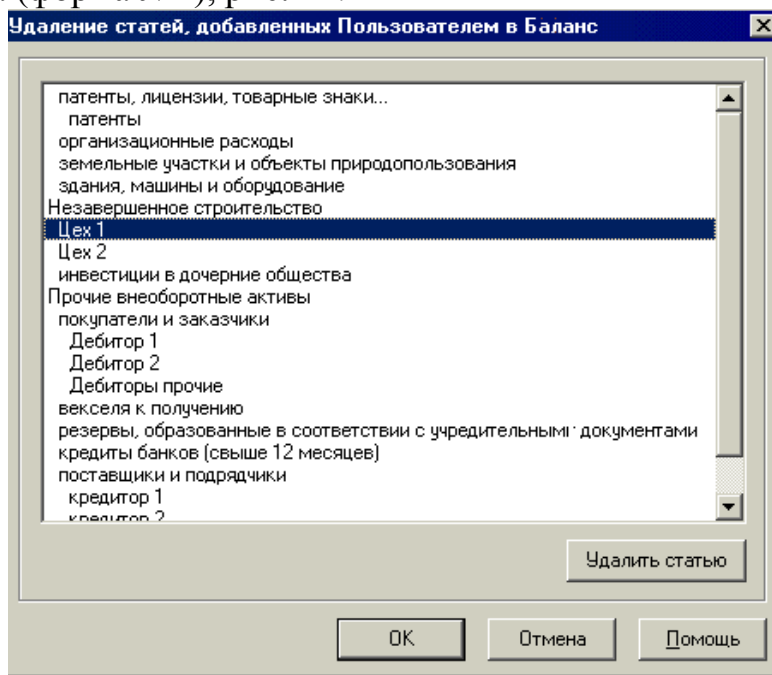 Удаление статей, добавленных Пользователем в Баланс
патенты, лицензии, товарные знаки...
патенты
организационные расходы
земельные участки и объекты природопользования
здания, машины и оборудование
Незавершенное строительство
Цех 1
Цех 2
инвестиции в дочерние общества
Прочие внеоборотные активы
покупатели и заказчики
Дебитор 1
Дебитор 2
Дебиторы прочие
векселя к получению
резервы, образованные в соответствии с учредительными документами
кредиты банков (свыше 12 месяцев)
поставщики и подрядчики
кредитор 1
кредитор 2
Удалить статью
OK Отмена Помощь